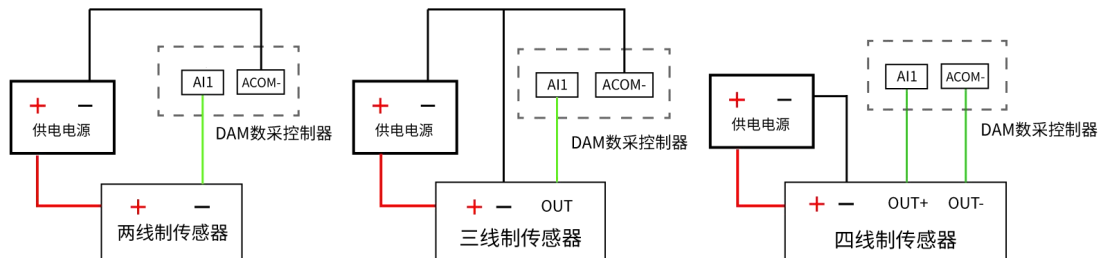 AI1 ACOM-
+ −
供电电源
DAM数采控制器
+ −
两线制传感器
AI1 ACOM-
+ −
供电电源
DAM数采控制器
+ − OUT
三线制传感器
AI1 ACOM-
+ −
供电电源
DAM数采控制器
+ − OUT+ OUT-
四线制传感器